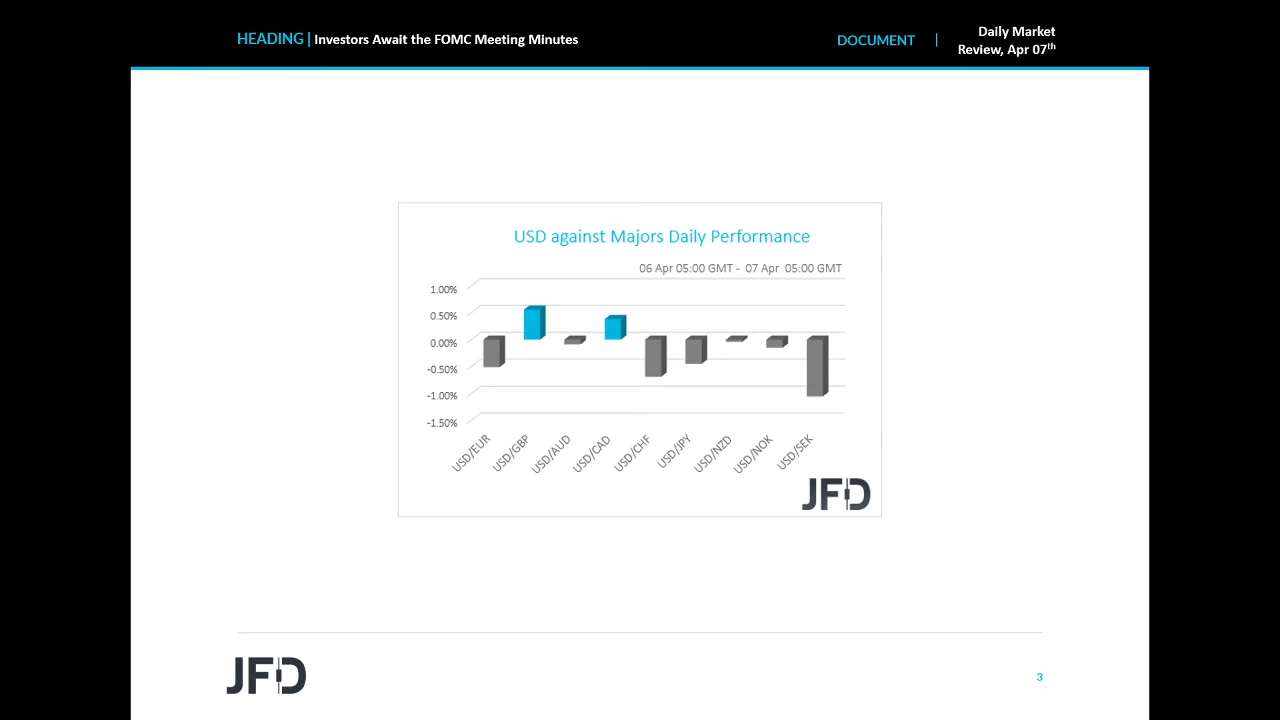 HEADING | Investors Await the FOMC Meeting Minutes
DOCUMENT | Daily Market
Review, Apr 07th
USD against Majors Daily Performance
06 Apr 05:00 GMT - 07 Apr 05:00 GMT
1.00%
0.50%
0.00%
-0.50%
-1.00%
-1.50%
USD/EUR
USD/GBP
USD/AUD
USD/CAD
USD/CHF
USD/JPY
USD/NZD
USD/NOK
USD/SEK
JFD
JFD
3